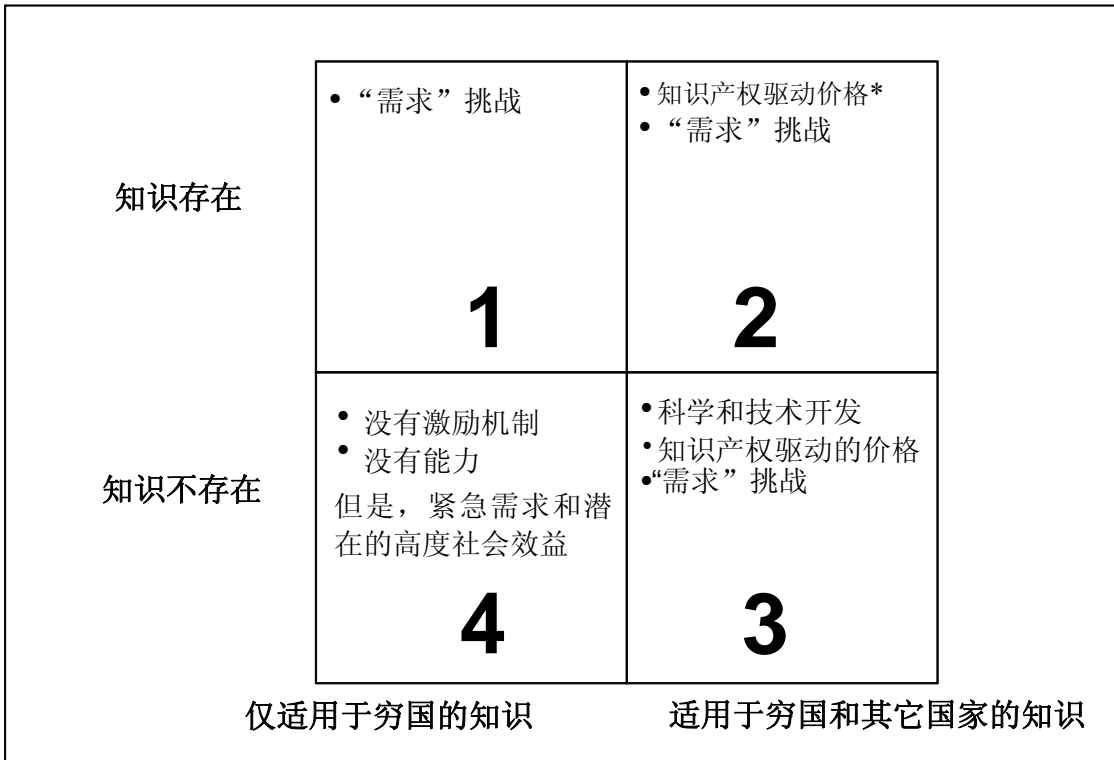 • “需求”挑战
• 知识产权驱动价格*
• “需求”挑战
知识存在
1
2
• 没有激励机制
• 没有能力
但是，紧急需求和潜
在的高度社会效益
• 科学和技术开发
• 知识产权驱动的价格
•“需求”挑战
知识不存在
4
3
仅适用于穷国的知识
适用于穷国和其它国家的知识